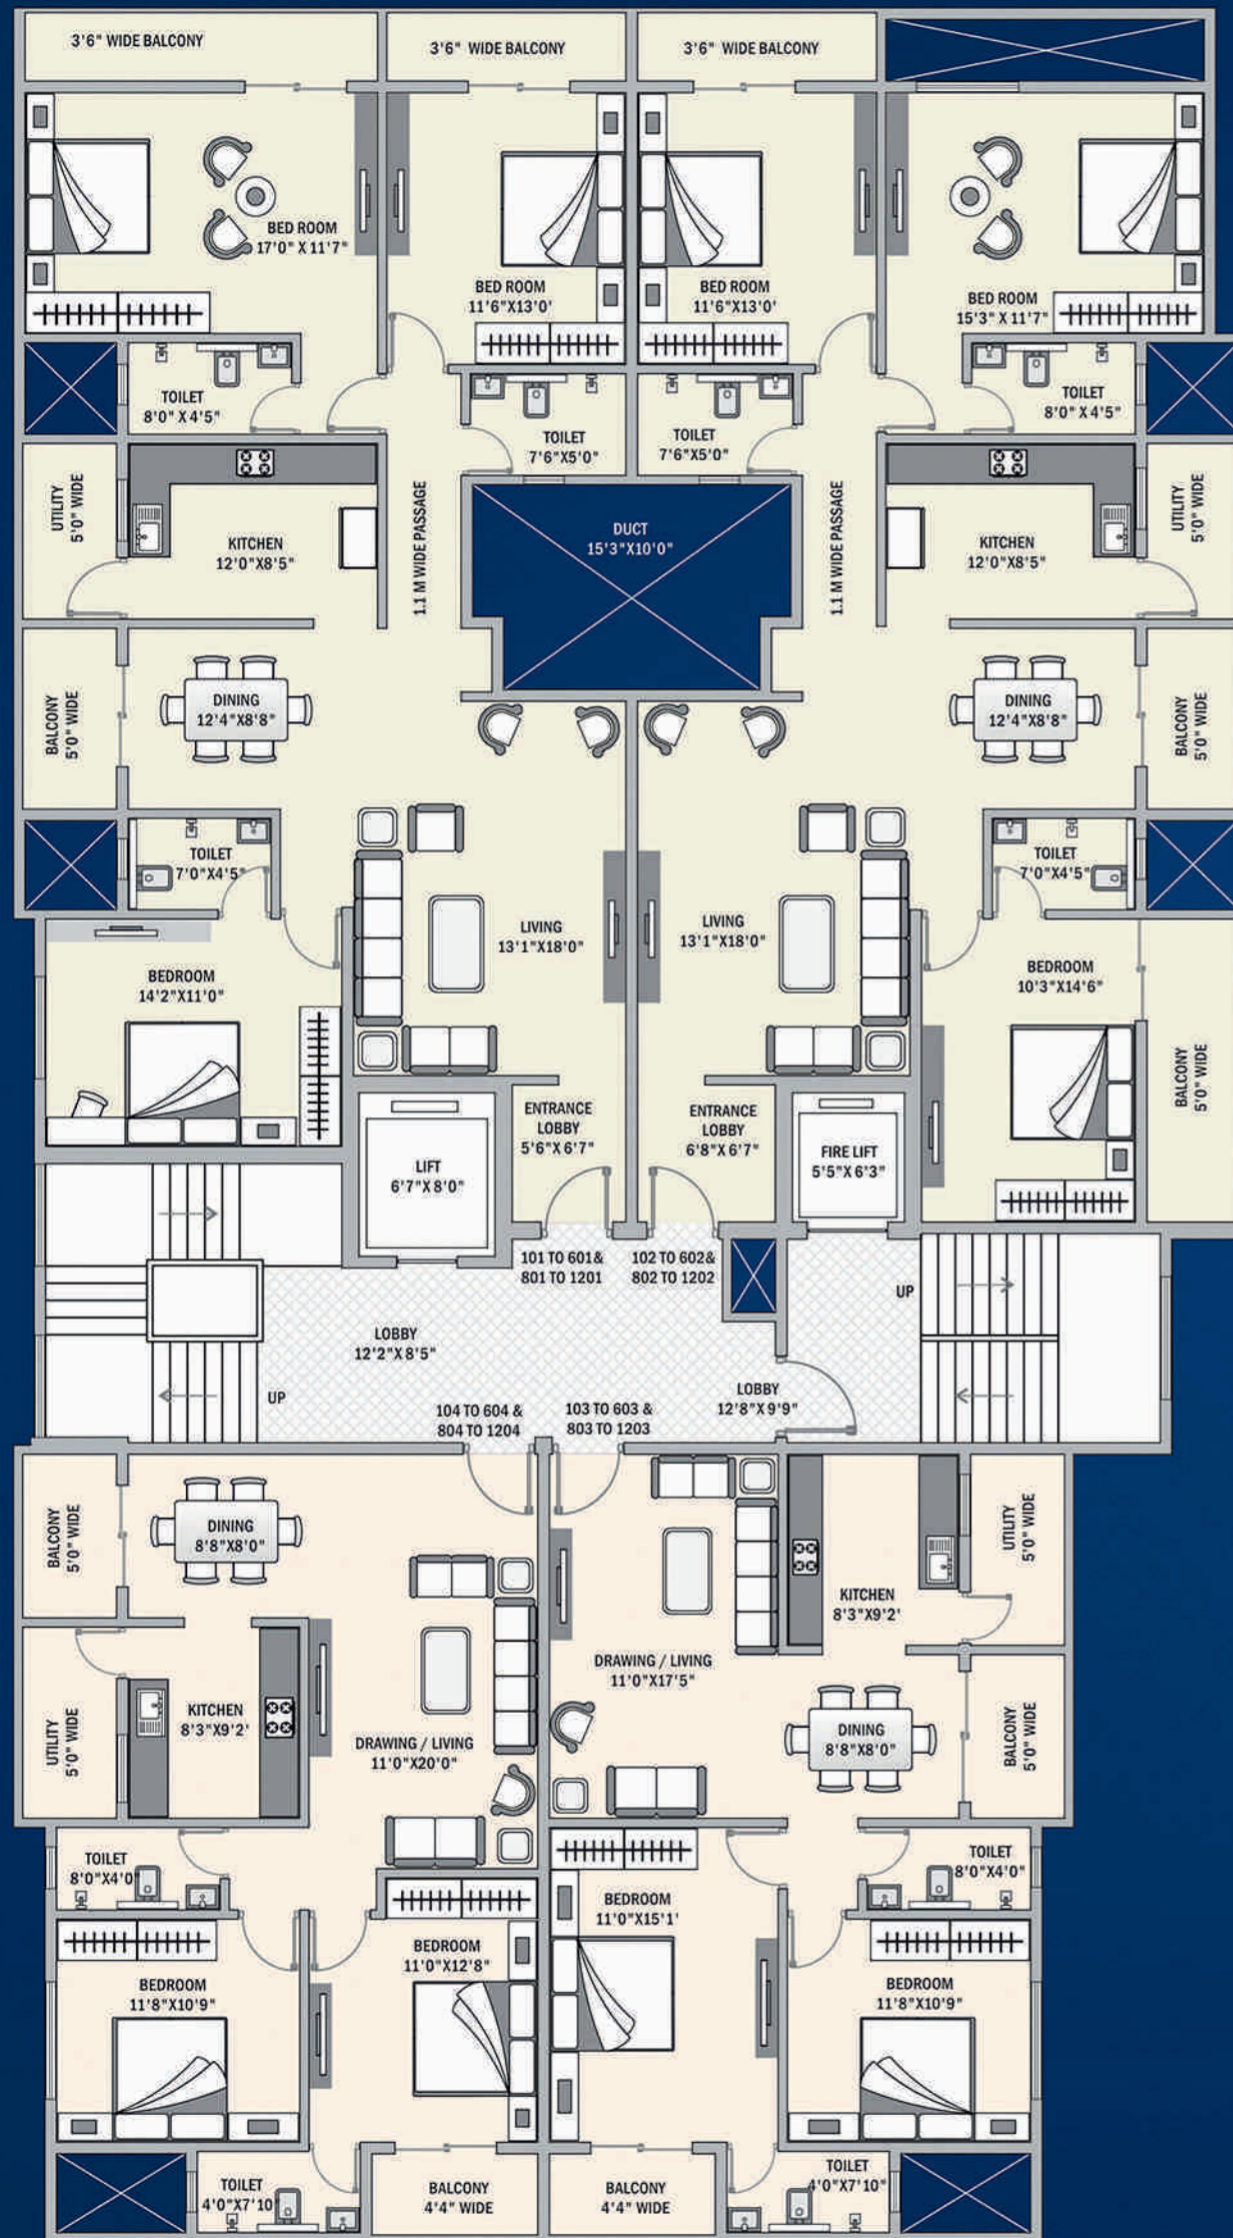 3'6" WIDE BALCONY
3'6" WIDE BALCONY
3'6" WIDE BALCONY
BED ROOM
17'0" X 11'7"
BED ROOM
11'6"X13'0'
BED ROOM
11'6"X13'0'
BED ROOM
15'3" X 11'7"
TOILET
8'0" X 4'5"
TOILET
7'6"X5'0"
TOILET
7'6"X5'0"
TOILET
8'0" X 4'5"
UTILITY
5'0" WIDE
KITCHEN
12'0"X8'5"
1.1 M WIDE PASSAGE
DUCT
15'3"X10'0"
1.1 M WIDE PASSAGE
KITCHEN
12'0"X8'5"
UTILITY
5'0" WIDE
BALCONY
5'0" WIDE
DINING
12'4"X8'8"
DINING
12'4"X8'8"
BALCONY
5'0" WIDE
TOILET
7'0"X4'5"
TOILET
7'0"X4'5"
LIVING
13'1"X18'0"
LIVING
13'1"X18'0"
BEDROOM
14'2"X11'0"
BEDROOM
10'3"X14'6"
BALCONY
5'0" WIDE
ENTRANCE
LOBBY
5'6"X 6'7"
ENTRANCE
LOBBY
6'8"X 6'7"
LIFT
6'7"X 8'0"
FIRE LIFT
5'5"X 6'3"
101 TO 601&
801 TO 1201
102 TO 602&
802 TO 1202
UP
LOBBY
12'2"X 8'5"
UP
LOBBY
12'8"X 9'9"
104 TO 604 &
804 TO 1204
103 TO 603 &
803 TO 1203
BALCONY
5'0" WIDE
DINING
8'8"X8'0"
UTILITY
5'0" WIDE
KITCHEN
8'3"X9'2'
DRAWING / LIVING
11'0"X17'5"
UTILITY
5'0" WIDE
KITCHEN
8'3"X9'2'
DRAWING / LIVING
11'0"X20'0"
DINING
8'8"X8'0"
BALCONY
5'0" WIDE
TOILET
8'0"X4'0"
TOILET
8'0"X4'0"
BEDROOM
11'0"X15'1'
BEDROOM
11'0"X12'8"
BEDROOM
11'8"X10'9"
BEDROOM
11'8"X10'9"
TOILET
4'0"X7'10"
BALCONY
4'4" WIDE
BALCONY
4'4" WIDE
TOILET
4'0"X7'10"